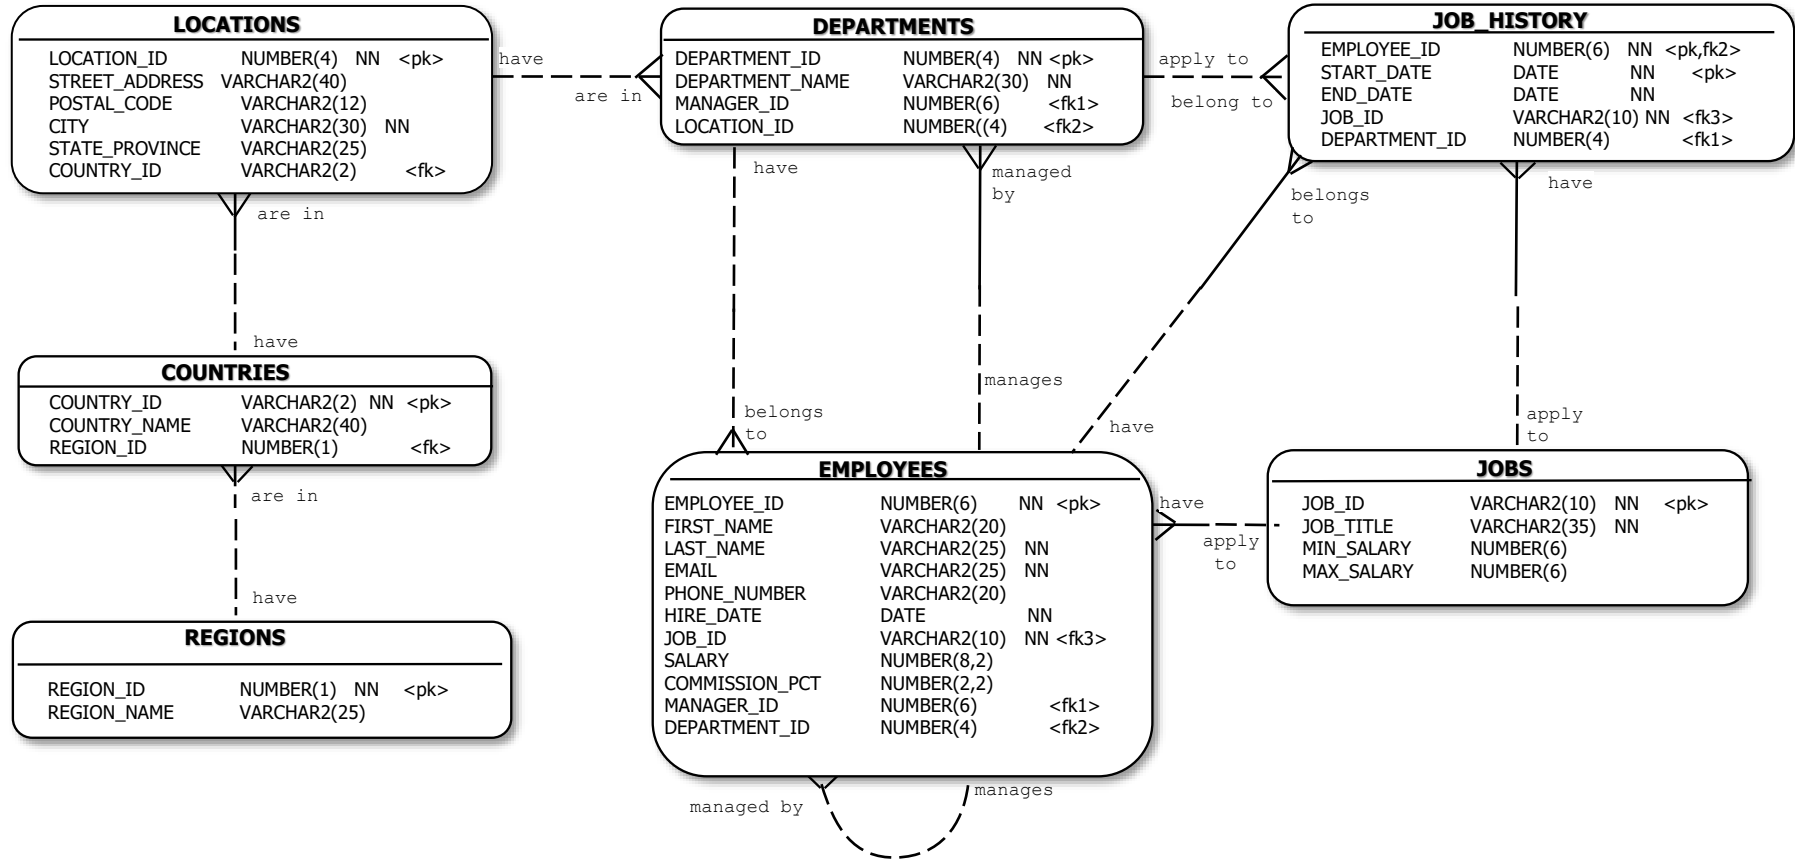 LOCATIONS
LOCATION_ID NUMBER(4) NN <pk>
STREET_ADDRESS VARCHAR2(40)
POSTAL_CODE VARCHAR2(12)
CITY VARCHAR2(30) NN
STATE_PROVINCE VARCHAR2(25)
COUNTRY_ID VARCHAR2(2) <fk>
have
are in
DEPARTMENTS
DEPARTMENT_ID NUMBER(4) NN <pk>
DEPARTMENT_NAME VARCHAR2(30) NN
MANAGER_ID NUMBER(6) <fk1>
LOCATION_ID NUMBER((4) <fk2>
apply to
belong to
JOB_HISTORY
EMPLOYEE_ID NUMBER(6) NN <pk,fk2>
START_DATE DATE NN <pk>
END_DATE DATE NN
JOB_ID VARCHAR2(10) NN <fk3>
DEPARTMENT_ID NUMBER(4) <fk1>
are in
have
have
managed
by
belongs
to
have
COUNTRIES
COUNTRY_ID VARCHAR2(2) NN <pk>
COUNTRY_NAME VARCHAR2(40)
REGION_ID NUMBER(1) <fk>
belongs
to
manages
have
apply
to
are in
have
REGIONS
REGION_ID NUMBER(1) NN <pk>
REGION_NAME VARCHAR2(25)
EMPLOYEES
EMPLOYEE_ID NUMBER(6) NN <pk>
FIRST_NAME VARCHAR2(20)
LAST_NAME VARCHAR2(25) NN
EMAIL VARCHAR2(25) NN
PHONE_NUMBER VARCHAR2(20)
HIRE_DATE DATE NN
JOB_ID VARCHAR2(10) NN <fk3>
SALARY NUMBER(8,2)
COMMISSION_PCT NUMBER(2,2)
MANAGER_ID NUMBER(6) <fk1>
DEPARTMENT_ID NUMBER(4) <fk2>
have
apply
to
JOBS
JOB_ID VARCHAR2(10) NN <pk>
JOB_TITLE VARCHAR2(35) NN
MIN_SALARY NUMBER(6)
MAX_SALARY NUMBER(6)
managed by
manages